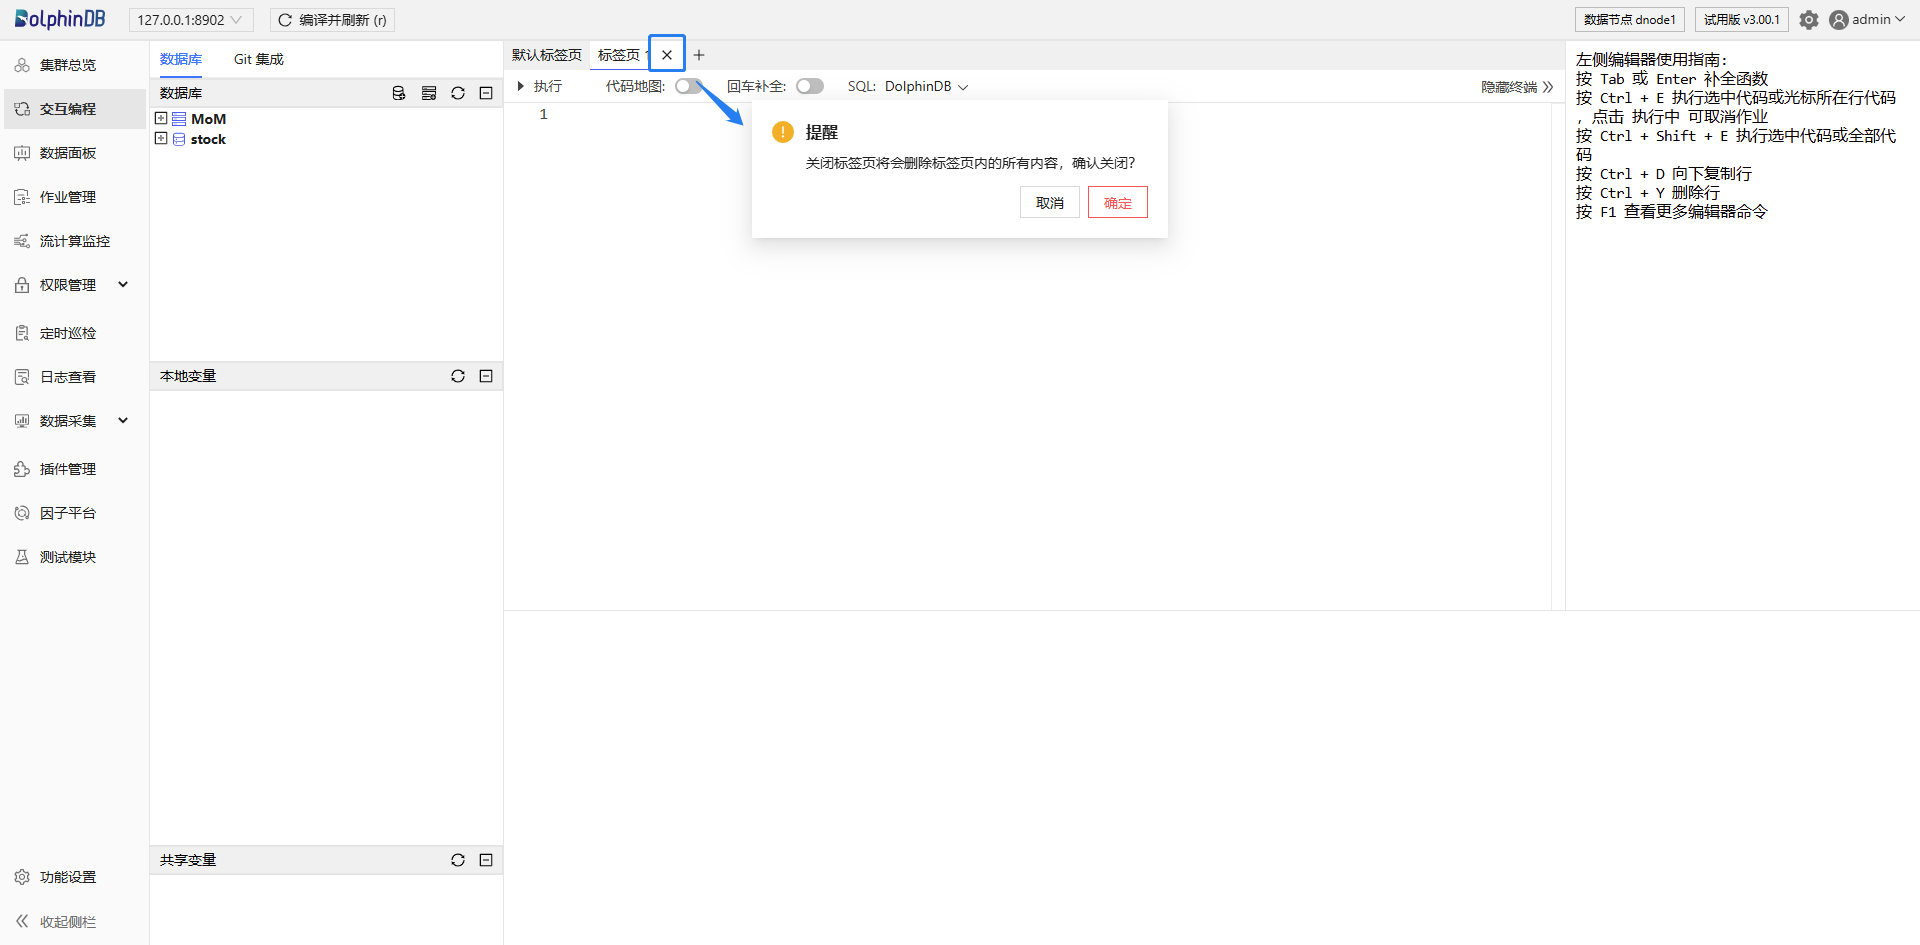 DolphinDB
127.0.0.1:8902
编译并刷新 (r)
数据节点 dnode1
试用版 v3.00.1
admin
集群总览
交互编程
数据面板
作业管理
流计算监控
权限管理
定时巡检
日志查看
数据采集
插件管理
因子平台
测试模块
功能设置
收起侧栏
数据库
Git 集成
数据库
MoM
stock
本地变量
共享变量
默认标签页
标签页
执行
代码地图:
回车补全:
SQL: DolphinDB
隐藏终端
1
提醒
关闭标签页将会删除标签页内的所有内容，确认关闭？
取消
确定
左侧编辑器使用指南:
按 Tab 或 Enter 补全函数
按 Ctrl + E 执行选中代码或光标所在行代码
, 点击 执行中 可取消作业
按 Ctrl + Shift + E 执行选中代码或全部代
码
按 Ctrl + D 向下复制行
按 Ctrl + Y 删除行
按 F1 查看更多编辑器命令